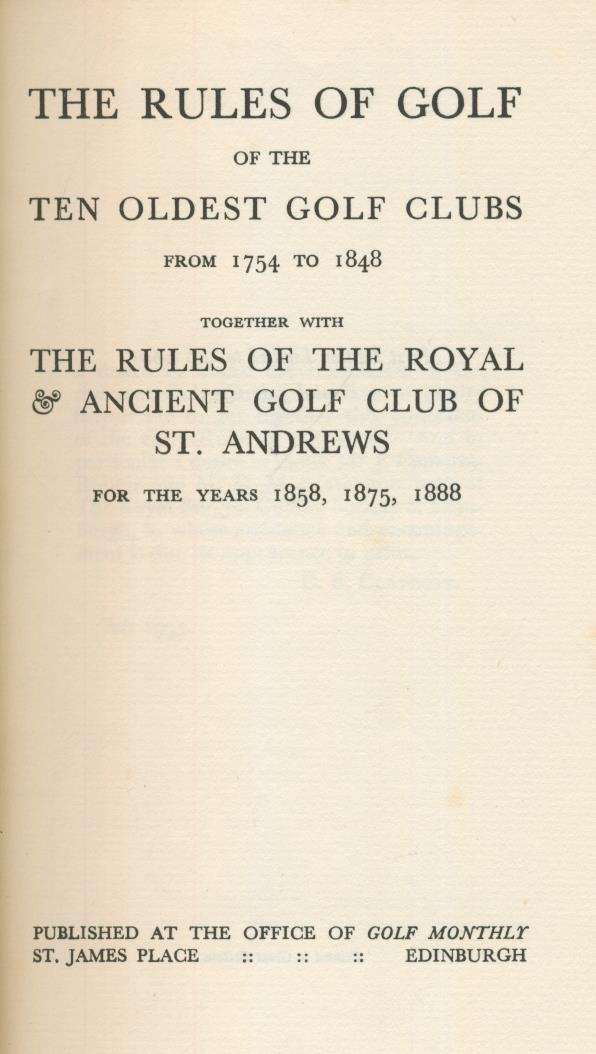 THE RULES OF GOLF
OF THE
TEN OLDEST GOLF CLUBS
FROM 1754 TO 1848
TOGETHER WITH
THE RULES OF THE ROYAL
& ANCIENT GOLF CLUB OF
ST. ANDREWS
FOR THE YEARS 1858, 1875, 1888
PUBLISHED AT THE OFFICE OF GOLF MONTHLY
ST. JAMES PLACE :: :: :: EDINBURGH